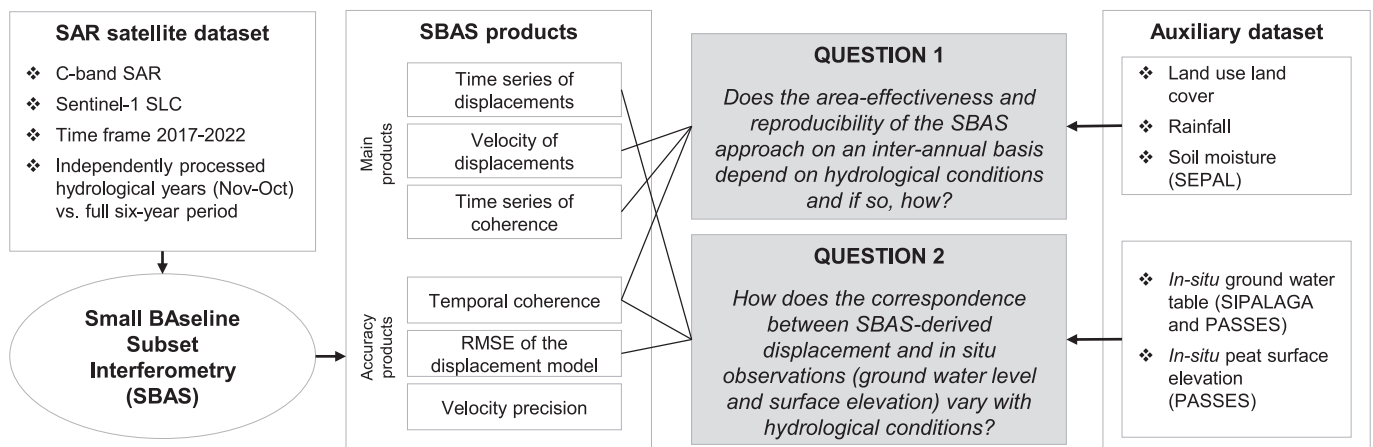 SAR satellite dataset
❖ C-band SAR
❖ Sentinel-1 SLC
❖ Time frame 2017-2022
❖ Independently processed
hydrological years (Nov-Oct)
vs. full six-year period
Small BAseline
Subset
Interferometry
(SBAS)
SBAS products
Main
products
Time series of
displacements
Velocity of
displacements
Time series of
coherence
Accuracy
products
Temporal coherence
RMSE of the
displacement model
Velocity precision
QUESTION 1
Does the area-effectiveness and
reproducibility of the SBAS
approach on an inter-annual basis
depend on hydrological conditions
and if so, how?
QUESTION 2
How does the correspondence
between SBAS-derived
displacement and in situ
observations (ground water level
and surface elevation) vary with
hydrological conditions?
Auxiliary dataset
❖ Land use land
cover
❖ Rainfall
❖ Soil moisture
(SEPAL)
❖ In-situ ground water
table (SIPALAGA
and PASSES)
❖ In-situ peat surface
elevation
(PASSES)